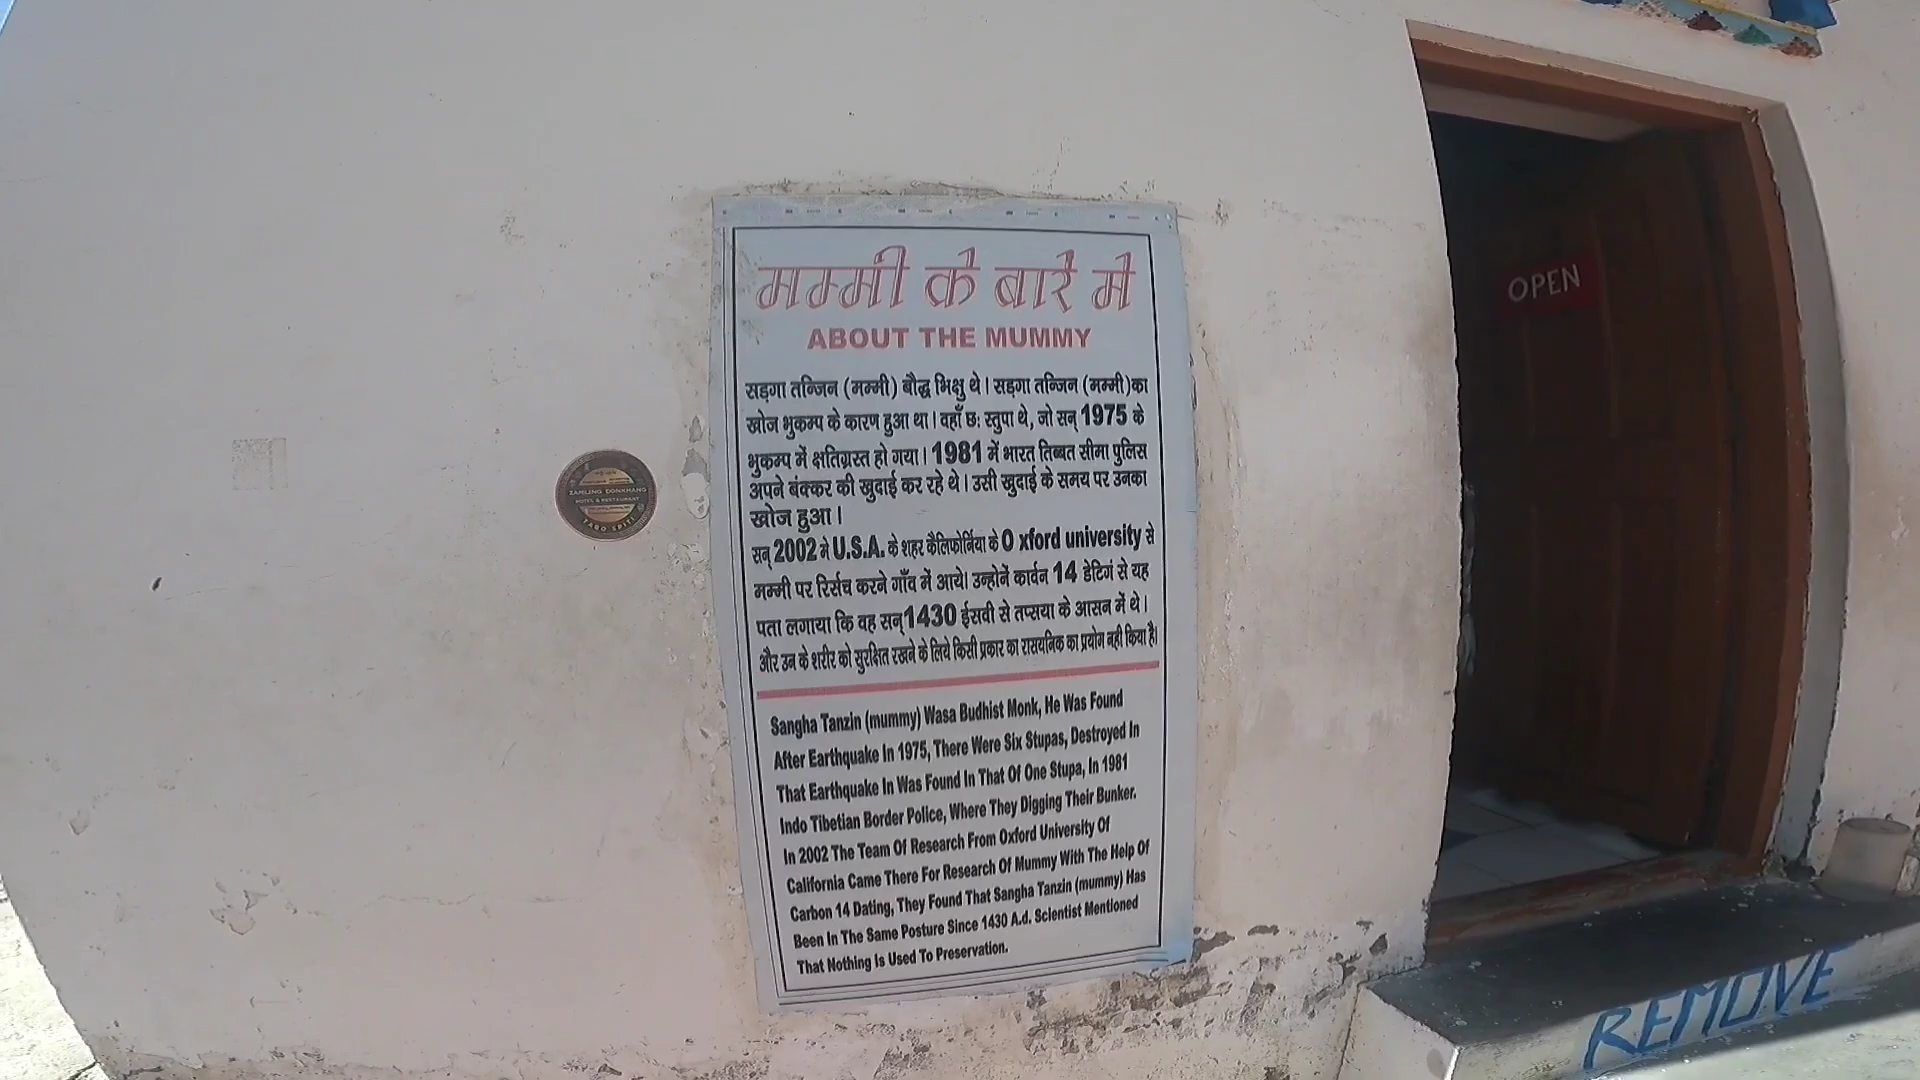 मम्मी के बारे मे
ABOUT THE MUMMY
सड़गा तन्जिन (मम्मी) बौद्ध भिक्षु थे। सड़गा तन्जिन (मम्मी)का
खोज भुकम्प के कारण हुआ था। वहाँ छः स्तुपा थे, जो सन् 1975 के
भुकम्प में क्षतिग्रस्त हो गया। 1981 में भारत तिब्बत सीमा पुलिस
अपने बंक्कर की खुदाई कर रहे थे। उसी खुदाई के समय पर उनका
खोज हुआ।
सन् 2002 मे U.S.A. के शहर कैलिफोर्निया के O xford university से
मम्मी पर रिर्सच करने गाँव में आये। उन्होनें कार्वन 14 डेटिगं से यह
पता लगाया कि वह सन् 1430 ईसवी से तप्सया के आसन में थे।
और उन के शरीर को सुरक्षित रखने के लिये किसी प्रकार का रासयनिक का प्रयोग नही किया है।
Sangha Tanzin (mummy) Wasa Budhist Monk, He Was Found
After Earthquake In 1975, There Were Six Stupas, Destroyed In
That Earthquake In Was Found In That Of One Stupa, In 1981
Indo Tibetian Border Police, Where They Digging Their Bunker.
In 2002 The Team Of Research From Oxford University Of
California Came There For Research Of Mummy With The Help Of
Carbon 14 Dating, They Found That Sangha Tanzin (mummy) Has
Been In The Same Posture Since 1430 A.d. Scientist Mentioned
That Nothing Is Used To Preservation.
ZAMLING DONKHANG
HOTEL & RESTAURANT
TABO SPITI
OPEN
REMOVE